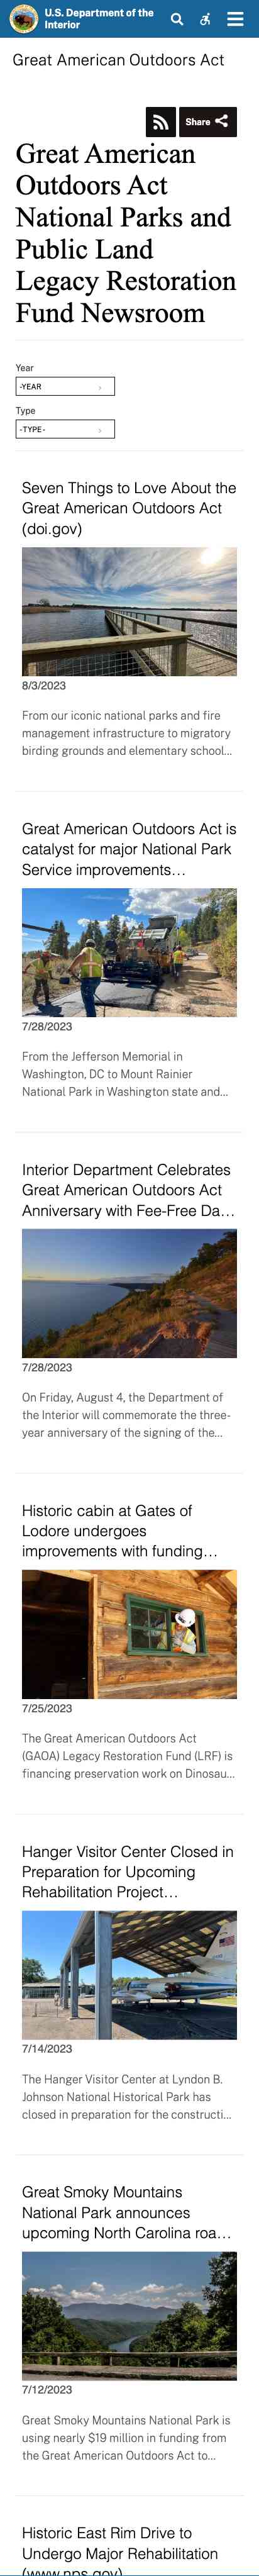 U.S. Department of the
Interior
Great American Outdoors Act
Share
Great American
Outdoors Act
National Parks and
Public Land
Legacy Restoration
Fund Newsroom
Year
-YEAR
Type
-TYPE-
Seven Things to Love About the
Great American Outdoors Act
(doi.gov)
8/3/2023
From our iconic national parks and fire
management infrastructure to migratory
birding grounds and elementary school...
Great American Outdoors Act is
catalyst for major National Park
Service improvements...
7/28/2023
From the Jefferson Memorial in
Washington, DC to Mount Rainier
National Park in Washington state and...
Interior Department Celebrates
Great American Outdoors Act
Anniversary with Fee-Free Da...
7/28/2023
On Friday, August 4, the Department of
the Interior will commemorate the three-
year anniversary of the signing of the...
Historic cabin at Gates of
Lodore undergoes
improvements with funding...
7/25/2023
The Great American Outdoors Act
(GAOA) Legacy Restoration Fund (LRF) is
financing preservation work on Dinosau...
Hanger Visitor Center Closed in
Preparation for Upcoming
Rehabilitation Project...
7/14/2023
The Hanger Visitor Center at Lyndon B.
Johnson National Historical Park has
closed in preparation for the constructi...
Great Smoky Mountains
National Park announces
upcoming North Carolina roa...
7/12/2023
Great Smoky Mountains National Park is
using nearly $19 million in funding from
the Great American Outdoors Act to...
Historic East Rim Drive to
Undergo Major Rehabilitation
(www.nps.gov)